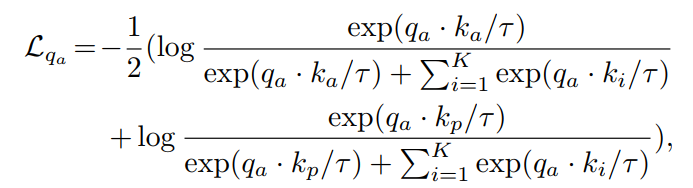 $\mathcal{L}_{q_a} = -\frac{1}{2}(\log \frac{\exp(q_a \cdot k_a/\tau)}{\exp(q_a \cdot k_a/\tau) + \sum_{i=1}^{K} \exp(q_a \cdot k_i/\tau)}$
$+ \log \frac{\exp(q_a \cdot k_p/\tau)}{\exp(q_a \cdot k_p/\tau) + \sum_{i=1}^{K} \exp(q_a \cdot k_i/\tau)}),$